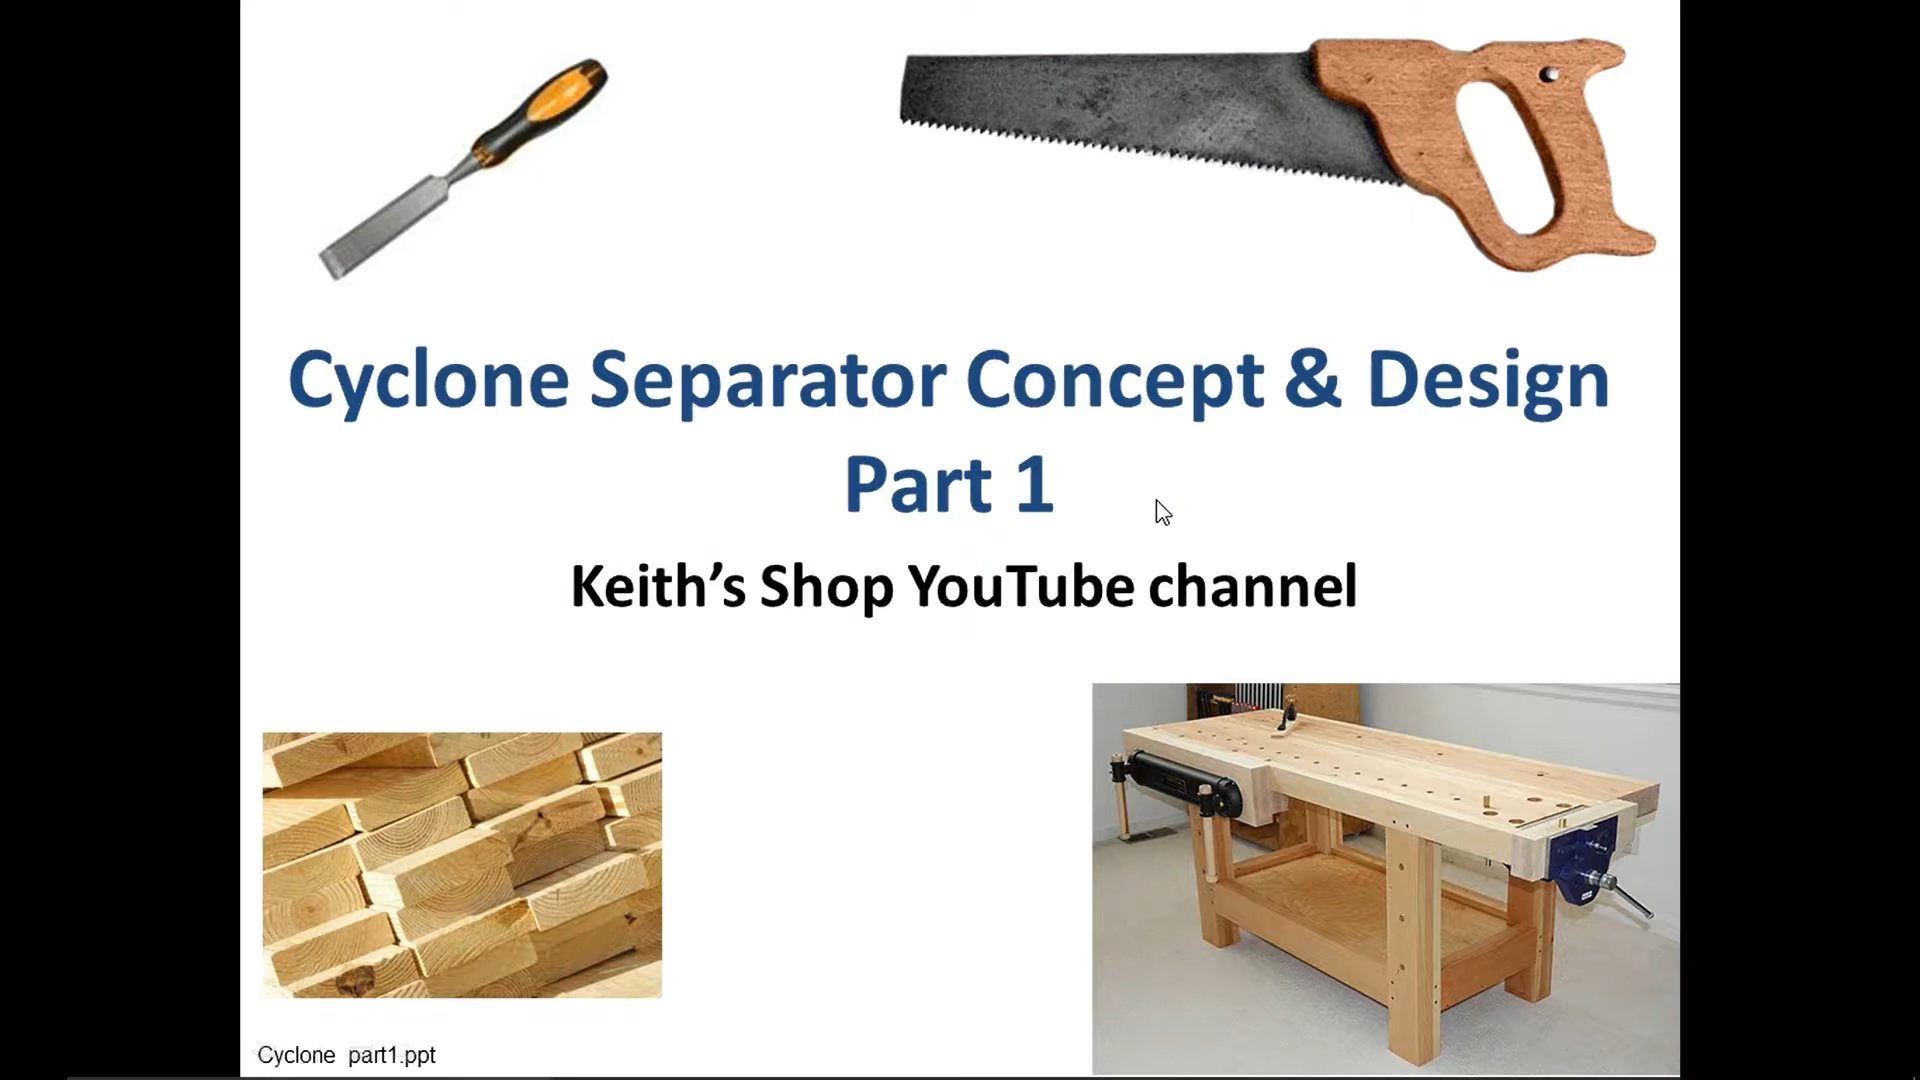 Cyclone Separator Concept & Design
Part 1
Keith’s Shop YouTube channel
Cyclone part1.ppt